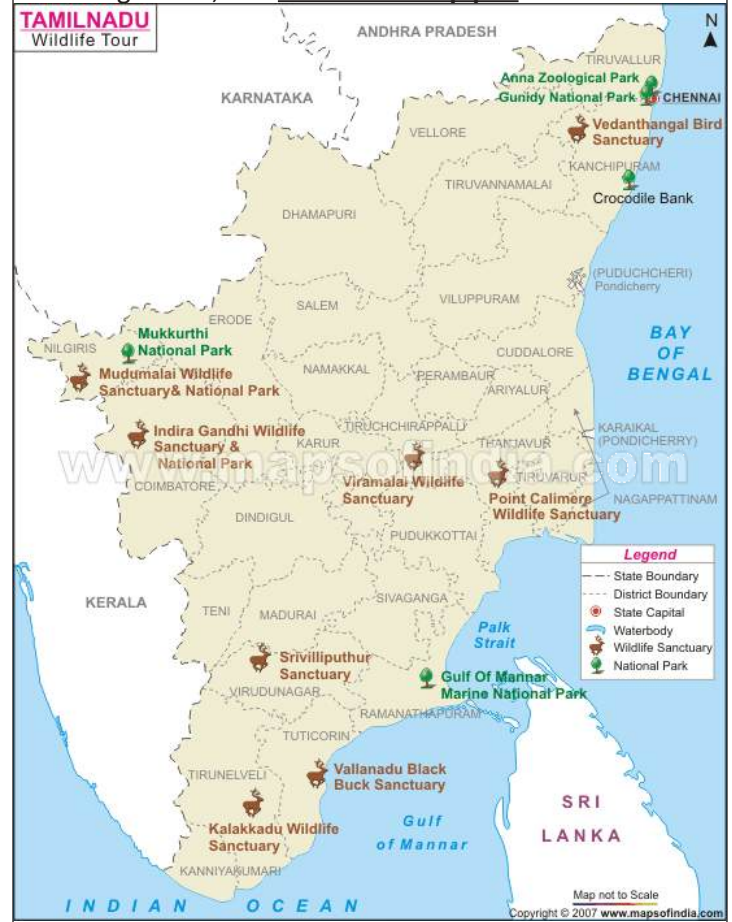 TAMILNADU
Wildlife Tour
N
ANDHRA PRADESH
KARNATAKA
TIRUVALLUR
Anna Zoological Park
Gunidy National Park
CHENNAI
VELLORE
Vedanthangal Bird
Sanctuary
KANCHIPURAM
TIRUVANNAMALAI
Crocodile Bank
DHAMAPURI
(PUDUCHCHERI)
Pondicherry
SALEM
VILUPPURAM
ERODE
Mukkurthi
National Park
NILGIRIS
BAY
OF
BENGAL
CUDDALORE
Mudumalai Wildlife
Sanctuary& National Park
NAMAKKAL
PERAMBAUR
ARIYALUR
Indira Gandhi Wildlife
Sanctuary &
National Park
TIRUCHCHIRAPPALLI
KARUR
THANJAVUR
KARAIKAL
(PONDICHERRY)
www.mapsofindia.com
COIMBATORE
Viramalai Wildlife
Sanctuary
TIRUVARUR
Point Calimere
Wildlife Sanctuary
NAGAPPATTINAM
DINDIGUL
PUDUKKOTTAI
Legend
State Boundary
District Boundary
State Capital
Waterbody
Wildlife Sanctuary
National Park
KERALA
TENI
MADURAI
SIVAGANGA
Palk
Strait
Srivilliputhur
Sanctuary
VIRUDUNAGAR
Gulf Of Mannar
Marine National Park
RAMANATHAPURAM
TUTICORIN
TIRUNELVELI
Vallanadu Black
Buck Sanctuary
Kalakkadu Wildlife
Sanctuary
Gulf
of Mannar
SRI
LANKA
KANNIYAKUMARI
INDIAN OCEAN
Map not to Scale
Copyright © 2007 www.mapsofindia.com